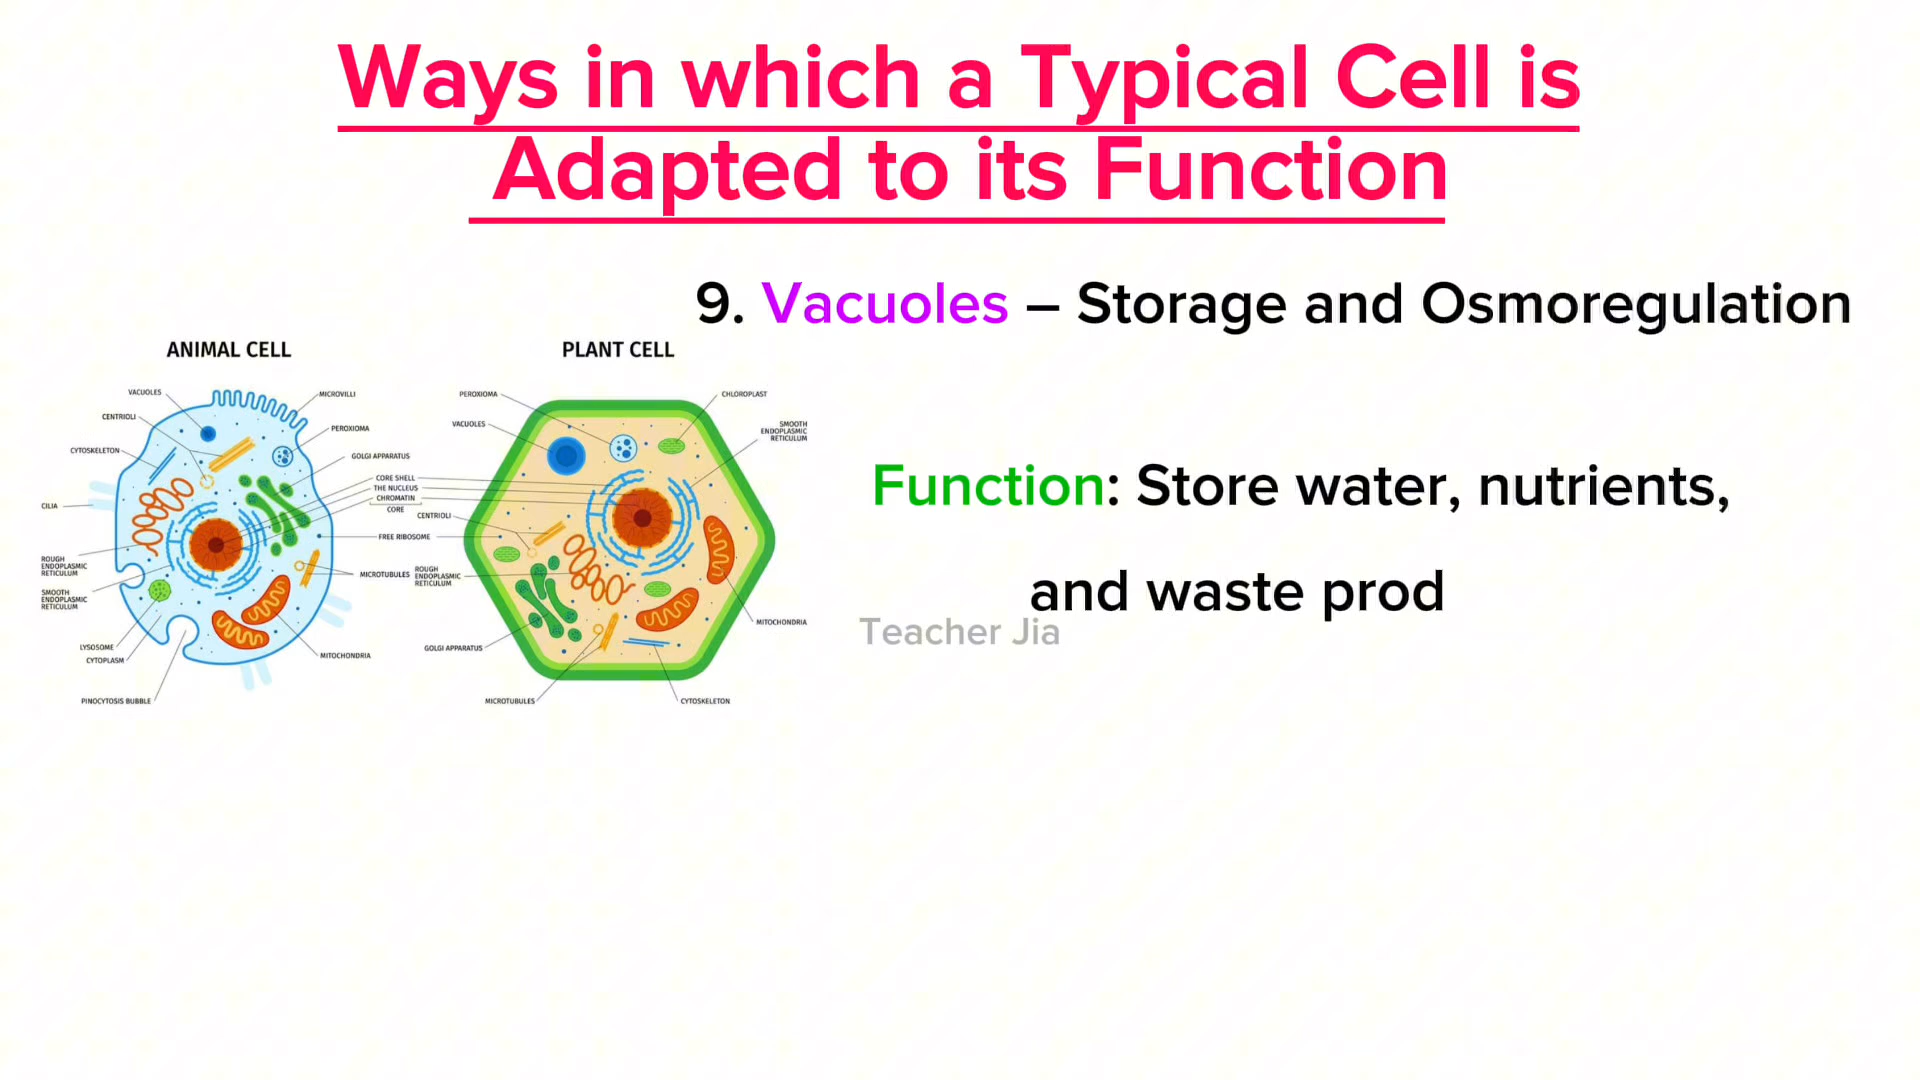 Ways in which a Typical Cell is
Adapted to its Function
9. Vacuoles – Storage and Osmoregulation
Function: Store water, nutrients,
and waste prod
Teacher Jia
ANIMAL CELL
VACUOLES
CENTRIOLI
CYTOSKELETON
CILIA
ROUGH
ENDOPLASMIC
RETICULUM
SMOOTH
ENDOPLASMIC
RETICULUM
LYSOSOME
CYTOPLASM
PINOCYTOSIS BUBBLE
MICROVILLI
PEROXIOMA
GOLGI APPARATUS
CORE SHELL
THE NUCLEUS
CHROMATIN
CORE
FREE RIBOSOME
MICROTUBULES
MITOCHONDRIA
PLANT CELL
PEROXIOMA
VACUOLES
CENTRIOLI
ROUGH
ENDOPLASMIC
RETICULUM
GOLGI APPARATUS
MICROTUBULES
CHLOROPLAST
SMOOTH
ENDOPLASMIC
RETICULUM
MITOCHONDRIA
CYTOSKELETON